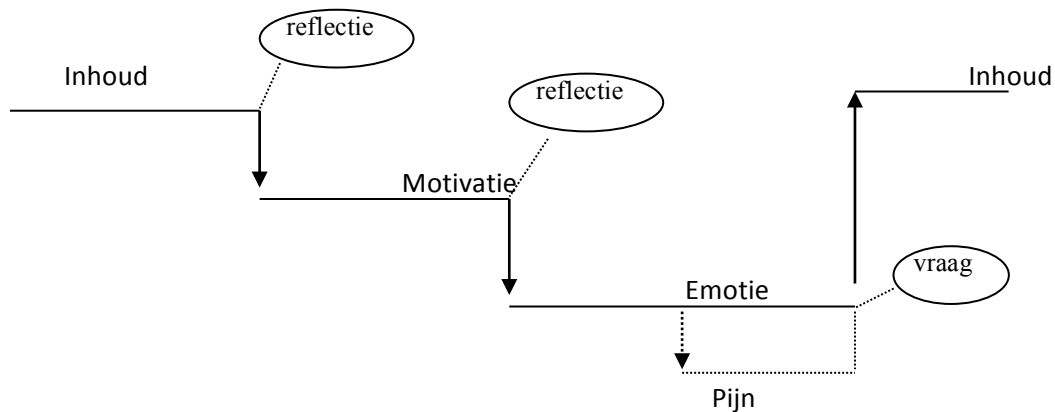 reflectie
Inhoud
Inhoud
reflectie
Motivatie
vraag
Emotie
Pijn